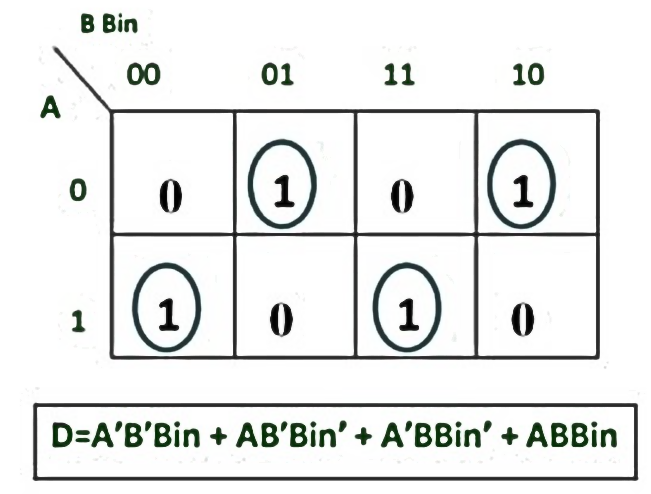 B Bin
00 01 11 10
A
0 0 1 0 1
1 1 0 1 0
D=A′B′Bin + AB′Bin′ + A′BBin′ + ABBin